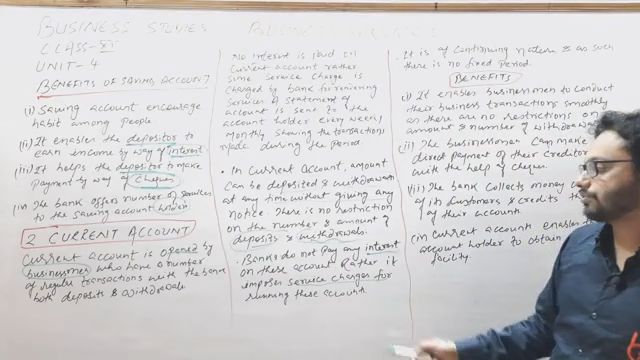 BUSINESS STUDIES
CLASS-XI
UNIT-4
BENEFITS OF SAVING ACCOUNT
(i) Saving account encourage
habit among people
(ii) It enables the depositor to
earn income by way of interest
(iii) It helps the depositor to make
Payment by way of Cheques
(iv) The bank offers number of Services
to the saving account holder.
2 CURRENT ACCOUNT
Current account is offered by
businessmen who have a number
of regular transactions with the bank
both deposits & withdrawals
No interest is paid on
Current account rather
Some Service Charge is
Charged by bank for rendering
Services. A statement of
account is send to the
account holder every week/
Monthly showing the transactions
made during the Period.
• In Current Account, amount
Can be deposited & withdrawn
at any time without giving any
notice. There is no restriction
on the number & amount of
deposits & withdrawals.
• Banks do not Pay any interest
on these account Rather it
imposes service charges for
running these account
• It is of Continuing Nature & as such
there is no fixed Period.
BENEFITS
(i) It enables businessmen to conduct
their business transactions smoothly
as there are no restrictions on
amount & number of withdrawal
(ii) The businessman Can make
direct payment of their Creditor
with the help of cheque.
(iii) The bank collects money
of its Customers & Credits the
of their account.
(iv) Current account enables
account holder to obtain
facility.